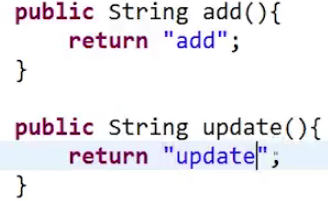 public String add(){
    return "add";
}

public String update(){
    return "update";
}